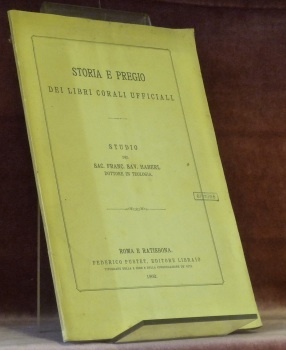 STORIA E PREGIO
DEI LIBRI CORALI UFFICIALI.
STUDIO
DEL
SAC. FRANC. SAV. HABERL,
DOTTORE IN TEOLOGIA.
ROMA E RATISBONA.
FEDERICO PUSTET, EDITORE LIBRAIO